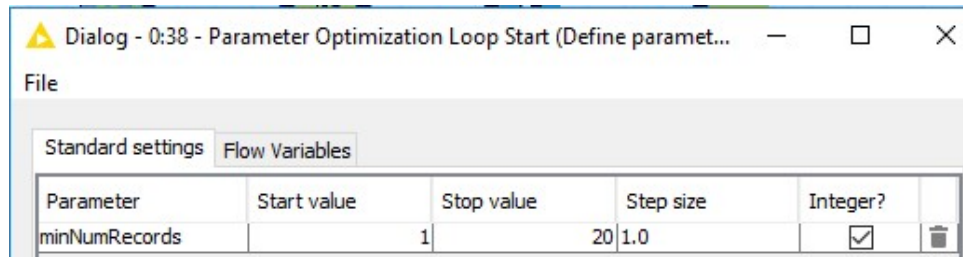 Dialog - 0:38 - Parameter Optimization Loop Start (Define paramet...
File
Standard settings Flow Variables
Parameter Start value Stop value Step size Integer?
minNumRecords 1 20 1.0